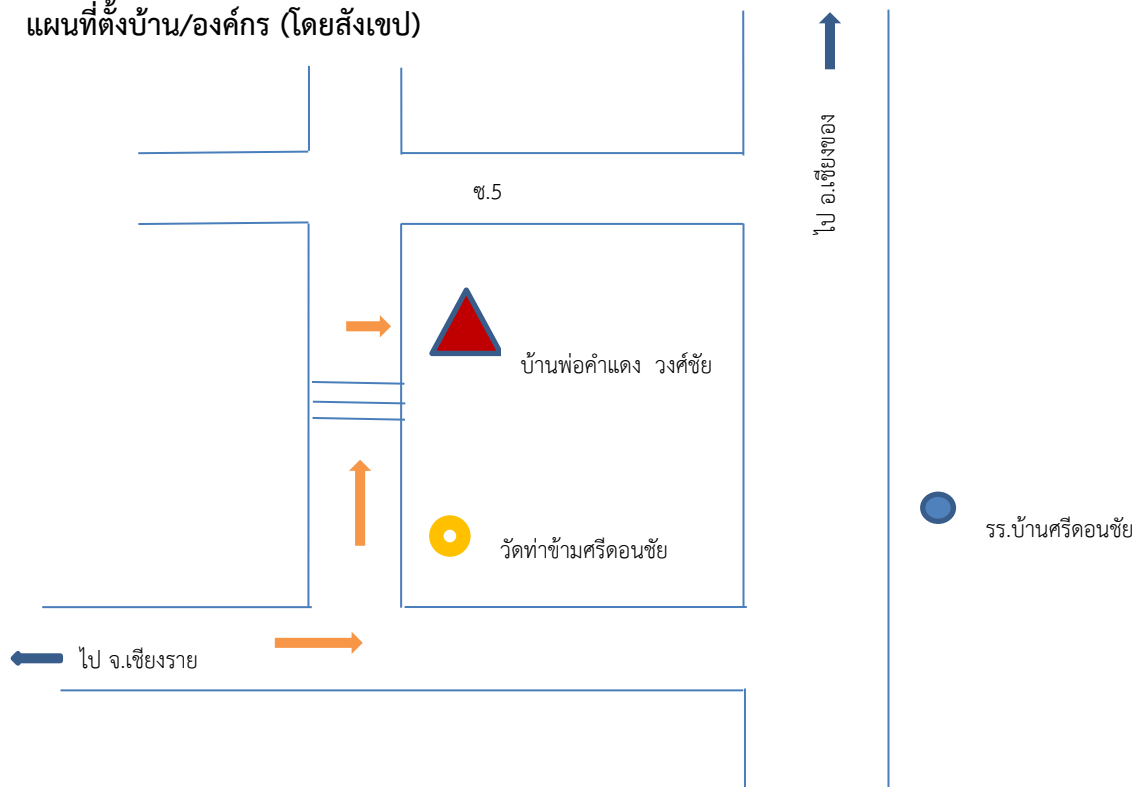 แผนที่ตั้งบ้าน/องค์กร (โดยสังเขป)
ไป อ.เชียงของ
ซ.5
บ้านพ่อคำแดง วงศ์ชัย
รร.บ้านศรีดอนชัย
วัดท่าข้ามศรีดอนชัย
ไป จ.เชียงราย